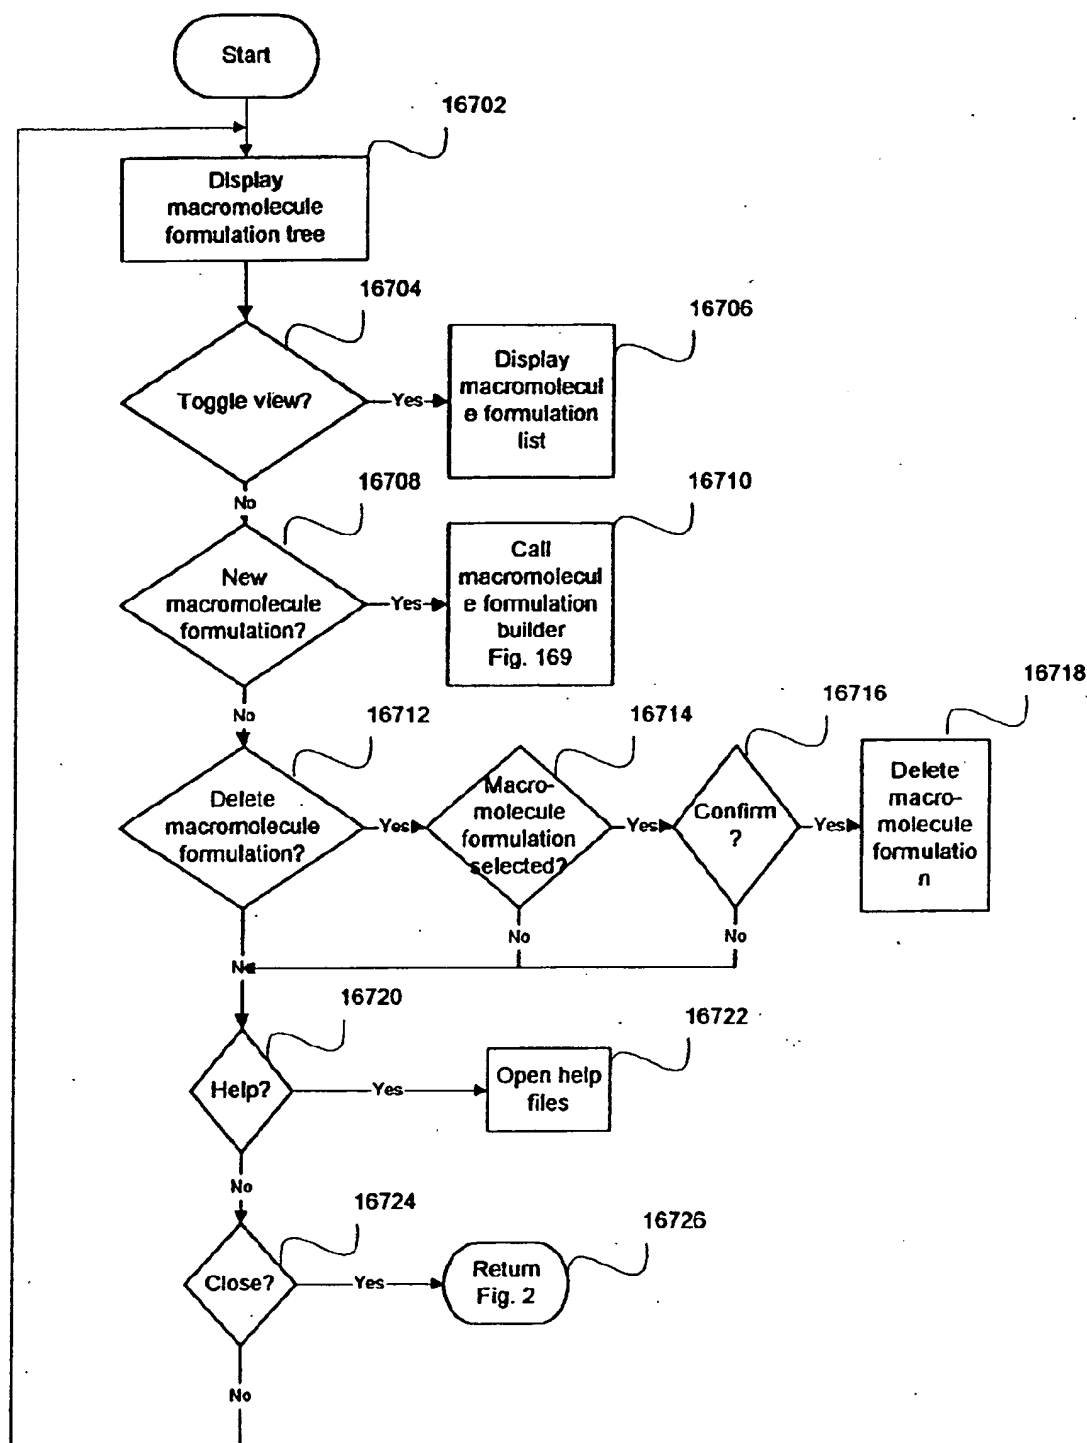 Start
16702
Display
macromolecule
formulation tree
16704
16706
Toggle view?
Yes
Display
macromolecul
e formulation
list
No
16708
16710
New
macromolecule
formulation?
Yes
Call
macromolecul
e formulation
builder
Fig. 169
No
16712
16714
16716
16718
Delete
macromolecule
formulation?
Yes
Macro-
molecule
formulation
selected?
Yes
Confirm
?
Yes
Delete
macro-
molecule
formulatio
n
No
No
No
16720
16722
Help?
Yes
Open help
files
No
16724
16726
Close?
Yes
Return
Fig. 2
No